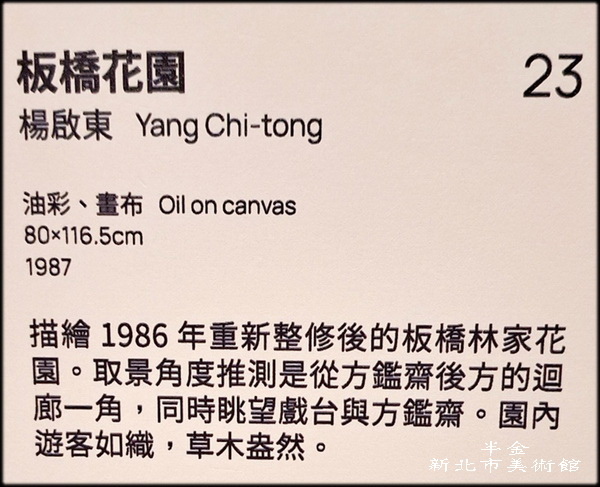 板橋花園
23
楊啟東 Yang Chi-tong
油彩、畫布 Oil on canvas
80×116.5cm
1987
描繪 1986 年重新整修後的板橋林家花
園。取景角度推測是從方鑑齋後方的迴
廊一角，同時眺望戲台與方鑑齋。園內
遊客如織，草木盎然。
半金
新北市美術館